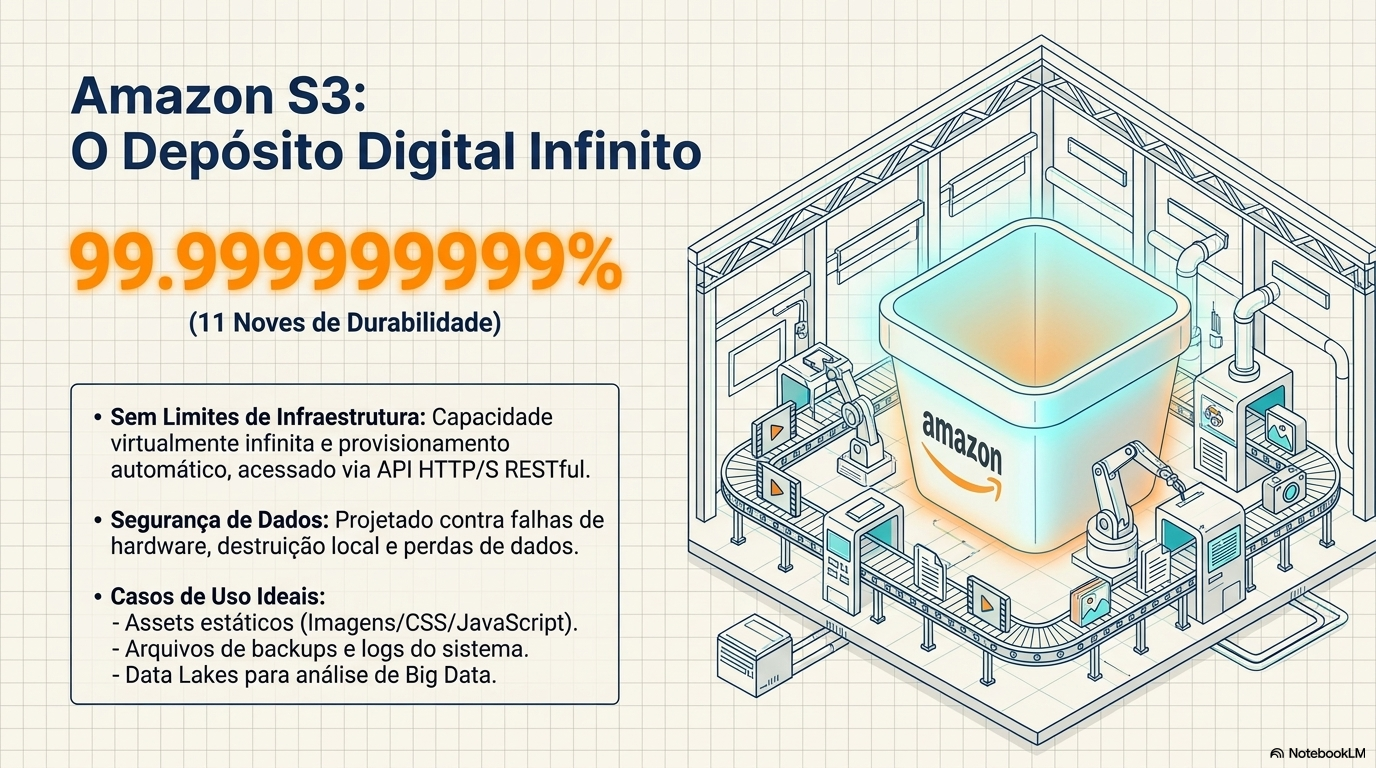 Amazon S3:
O Depósito Digital Infinito
99.999999999%
(11 Noves de Durabilidade)
• Sem Limites de Infraestrutura: Capacidade
virtualmente infinita e provisionamento
automático, acessado via API HTTP/S RESTful.
• Segurança de Dados: Projetado contra falhas de
hardware, destruição local e perdas de dados.
• Casos de Uso Ideais:
- Assets estáticos (Imagens/CSS/JavaScript).
- Arquivos de backups e logs do sistema.
- Data Lakes para análise de Big Data.
amazon
NotebookLM